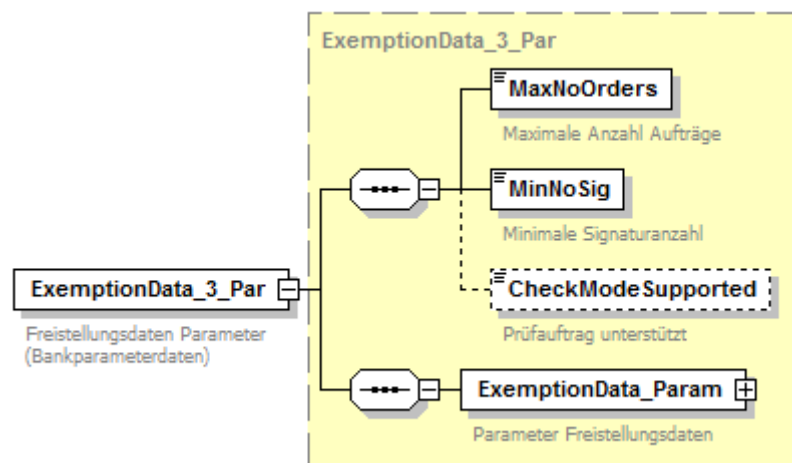 ExemptionData_3_Par
MaxNoOrders
Maximale Anzahl Aufträge
MinNoSig
Minimale Signaturanzahl
ExemptionData_3_Par
CheckModeSupported
Freistellungsdaten Parameter
(Bankparameterdaten)
Prüfauftrag unterstützt
ExemptionData_Param
Parameter Freistellungsdaten